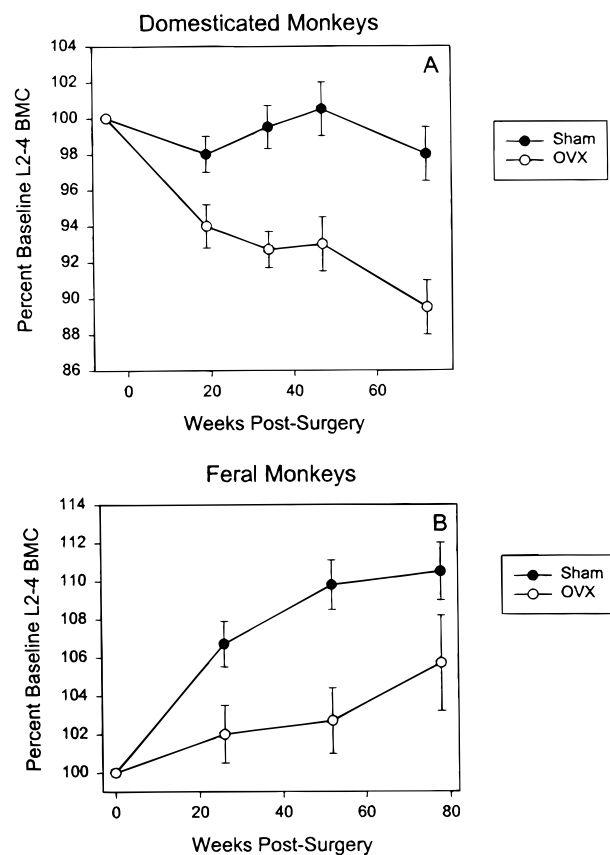 Domesticated Monkeys
A
104
102
100
98
96
94
92
90
88
86
Percent Baseline L2-4 BMC
0 20 40 60
Weeks Post-Surgery
Sham
OVX
Feral Monkeys
B
114
112
110
108
106
104
102
100
Percent Baseline L2-4 BMC
0 20 40 60 80
Weeks Post-Surgery
Sham
OVX